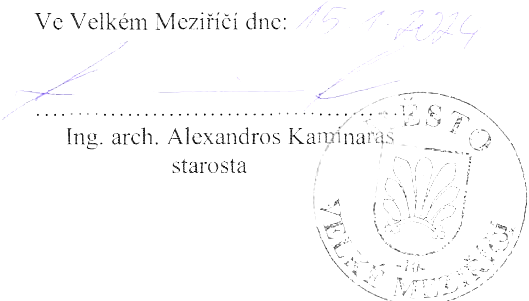 Ve Velkém Meziříčí dne: 15 1. 2024
Ing. arch. Alexandros Kaminaras
starosta
MĚSTO
VELKÉ MEZIŘÍČÍ